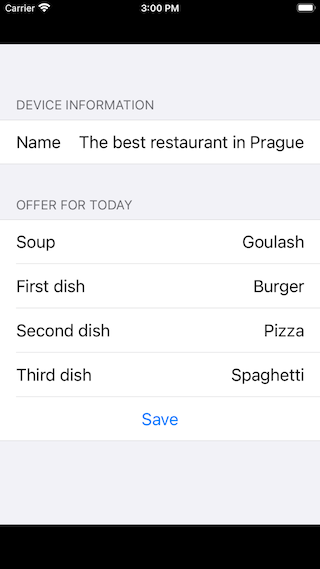 Carrier 3:00 PM
DEVICE INFORMATION
Name The best restaurant in Prague
OFFER FOR TODAY
Soup Goulash
First dish Burger
Second dish Pizza
Third dish Spaghetti
Save